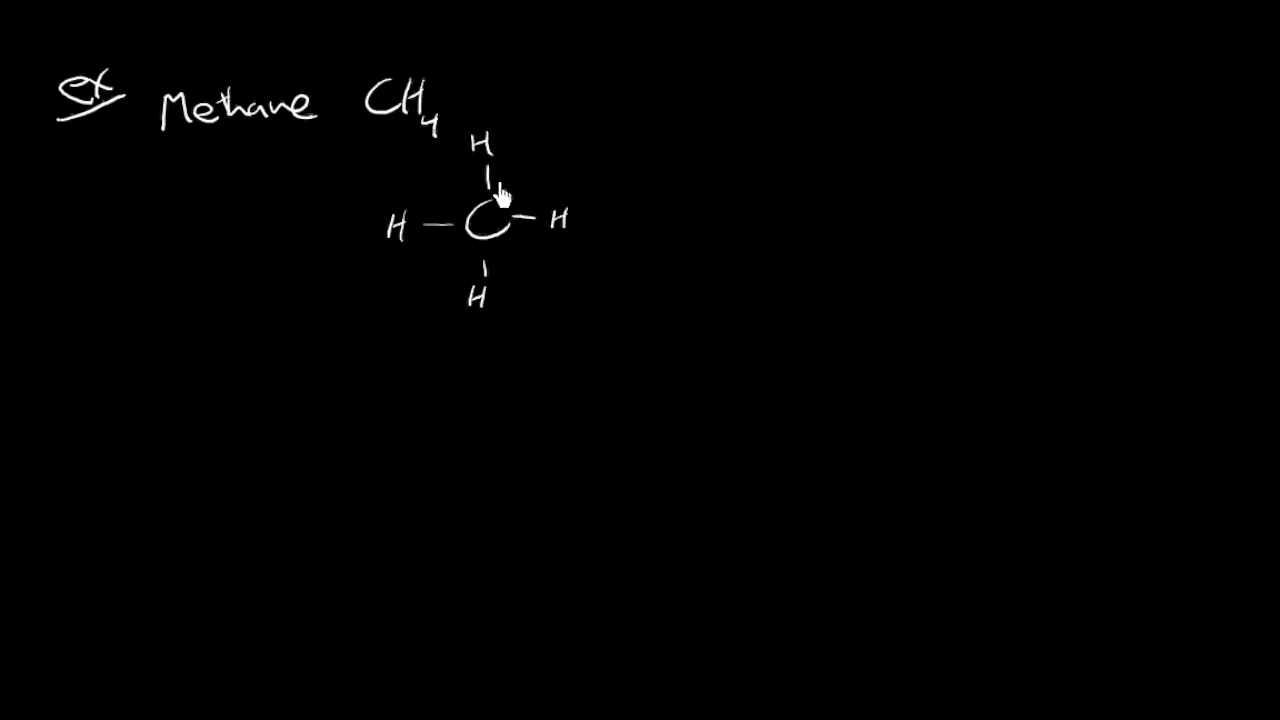 ex Methane CH4
H
H — C — H
H